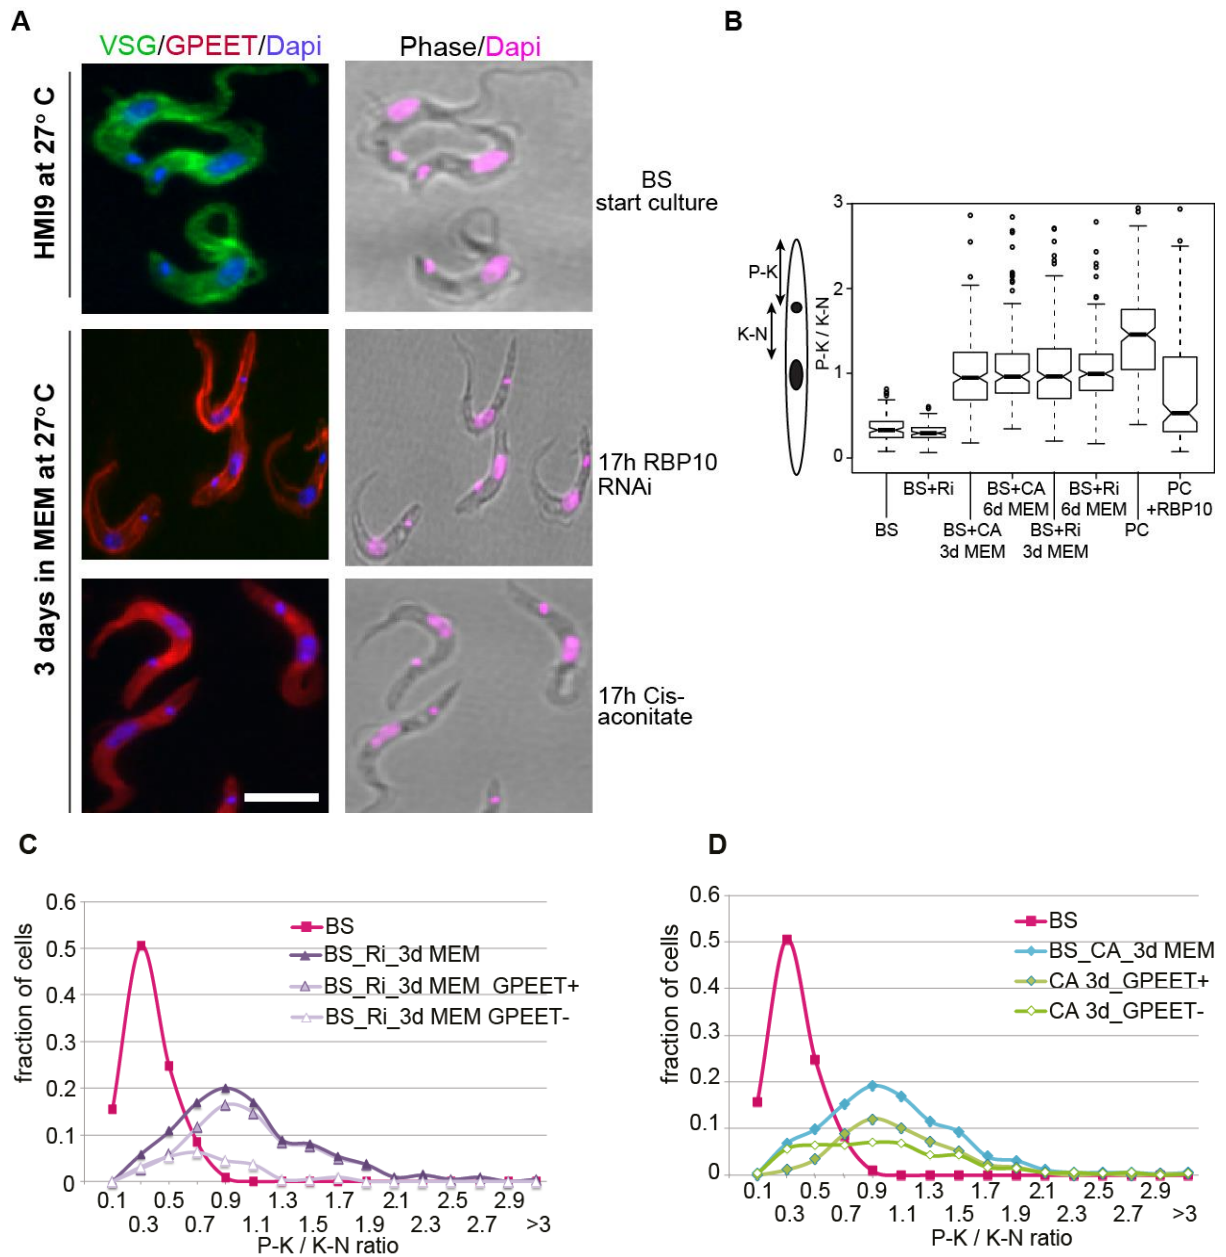 A
VSG/GPEET/Dapi
Phase/Dapi
HMI9 at 27° C
BS
start culture
3 days in MEM at 27° C
17h RBP10
RNAi
17h Cis-
aconitate
B
P-K
K-N
P-K / K-N
3
2
1
0
BS
BS+Ri
BS+CA
3d MEM
BS+CA
6d MEM
BS+Ri
3d MEM
BS+Ri
6d MEM
PC
PC
+RBP10
C
fraction of cells
0.6
0.5
0.4
0.3
0.2
0.1
0
BS
BS_Ri_3d MEM
BS_Ri_3d MEM GPEET+
BS_Ri_3d MEM GPEET-
0.1 0.5 0.9 1.3 1.7 2.1 2.5 2.9
0.3 0.7 1.1 1.5 1.9 2.3 2.7 >3
P-K / K-N ratio
D
fraction of cells
0.6
0.5
0.4
0.3
0.2
0.1
0
BS
BS_CA_3d MEM
CA 3d_GPEET+
CA 3d_GPEET-
0.1 0.5 0.9 1.3 1.7 2.1 2.5 2.9
0.3 0.7 1.1 1.5 1.9 2.3 2.7 >3
P-K / K-N ratio